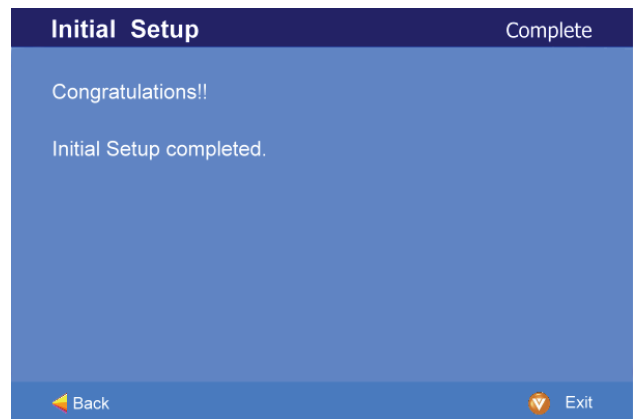 Initial Setup Complete
Congratulations!!
Initial Setup completed.
Back Exit